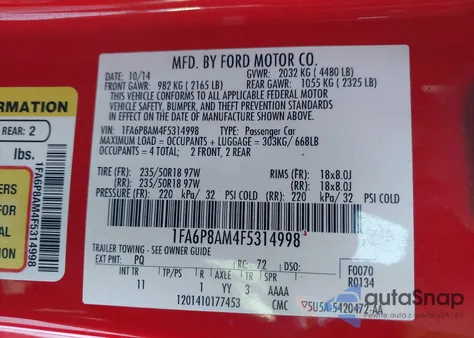 MFD. BY FORD MOTOR CO.
DATE: 10/14 GVWR: 2032 KG ( 4480 LB)
FRONT GAWR: 982 KG ( 2165 LB) REAR GAWR: 1055 KG ( 2325 LB)
THIS VEHICLE CONFORMS TO ALL APPLICABLE FEDERAL MOTOR VEHICLE
SAFETY, BUMPER, AND THEFT PREVENTION STANDARDS
IN EFFECT ON THE DATE OF MANUFACTURE SHOWN ABOVE.
VIN: 1FA6P8AM4F5314998 TYPE: Passenger Car
MAXIMUM LOAD = OCCUPANTS + LUGGAGE = 303KG/ 668LB
OCCUPANTS = 4 TOTAL; 2 FRONT, 2 REAR
TIRE (FR): 235/50R18 97W RIMS (FR): 18x8.0J
(RR): 235/50R18 97W (RR): 18x8.0J
PRESSURE (FR): 220 kPa/ 32 PSI COLD (RR): 220 kPa/ 32 PSI COLD
1FA6P8AM4F5314998
TRAILER TOWING - SEE OWNER GUIDE
EXT PNT: PQ RC: 72 DSO: F0070
R0134
INT TR TP/PS R AXLE TR SPR
11 1 YY 3 AAAA
1201410177453 CMC 5U5A-5420472-AA
ORMATION
REAR: 2
lbs.
1FA6P8AM4F5314998
ERS
autaSnap